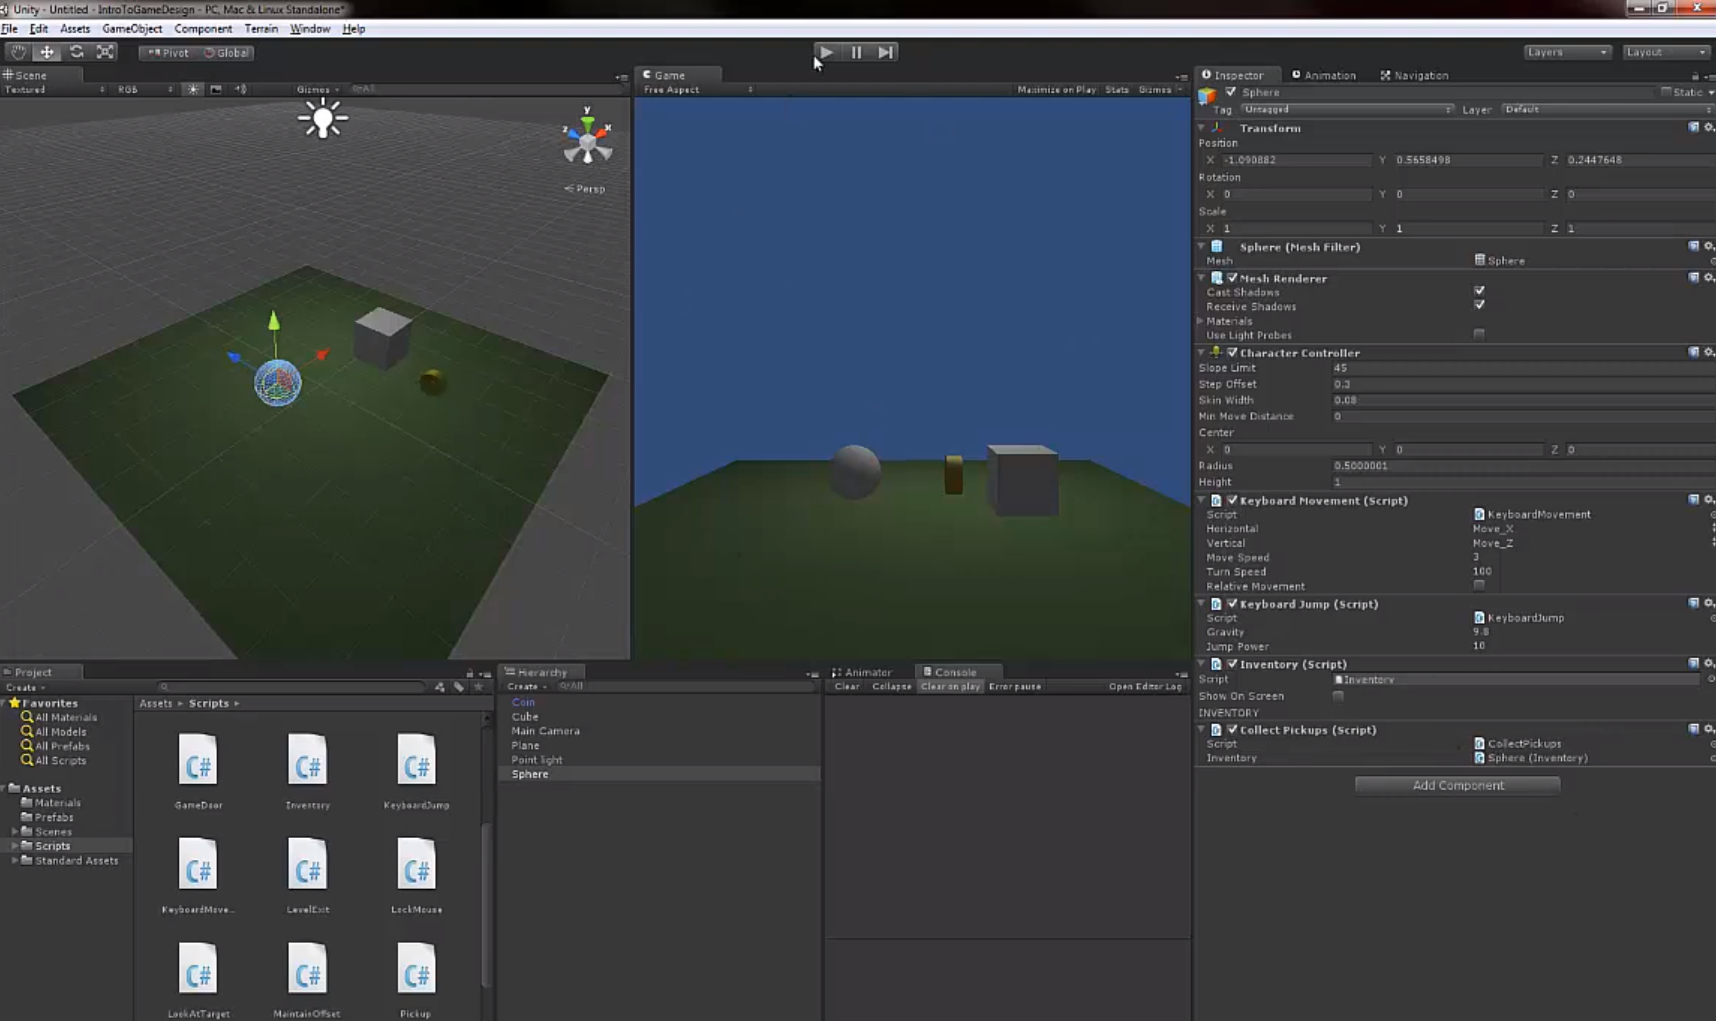 Unity - Untitled - IntroToGameDesign - PC, Mac & Linux Standalone*
File Edit Assets GameObject Component Terrain Window Help
Pivot Global Layers Layout
Scene
Textured RGB Gizmos All
y
z x
Persp
Game
Free Aspect Maximize on Play Stats Gizmos
Inspector Animation Navigation
Sphere Static
Tag Untagged Layer Default
Transform
Position
X -1.090882 Y 0.5658498 Z 0.2447648
Rotation
X 0 Y 0 Z 0
Scale
X 1 Y 1 Z 1
Sphere (Mesh Filter)
Mesh Sphere
Mesh Renderer
Cast Shadows
Receive Shadows
Materials
Use Light Probes
Character Controller
Slope Limit 45
Step Offset 0.3
Skin Width 0.08
Min Move Distance 0
Center
X 0 Y 0 Z 0
Radius 0.5000001
Height 1
Keyboard Movement (Script)
Script KeyboardMovement
Horizontal Move_X
Vertical Move_Z
Move Speed 3
Turn Speed 100
Relative Movement
Keyboard Jump (Script)
Script KeyboardJump
Gravity 9.8
Jump Power 10
Inventory (Script)
Script Inventory
Show On Screen
INVENTORY
Collect Pickups (Script)
Script CollectPickups
Inventory Sphere (Inventory)
Add Component
Project
Create
Favorites
All Materials
All Models
All Prefabs
All Scripts
Assets
Materials
Prefabs
Scenes
Scripts
Standard Assets
Assets Scripts
C# C# C#
GameDoor Inventory KeyboardJump
C# C# C#
KeyboardMove... LevelExit LockMouse
C# C# C#
LookAtTarget MaintainOffset Pickup
Hierarchy
Create All
Coin
Cube
Main Camera
Plane
Point light
Sphere
Animator Console
Clear Collapse Clear on play Error pause Open Editor Log